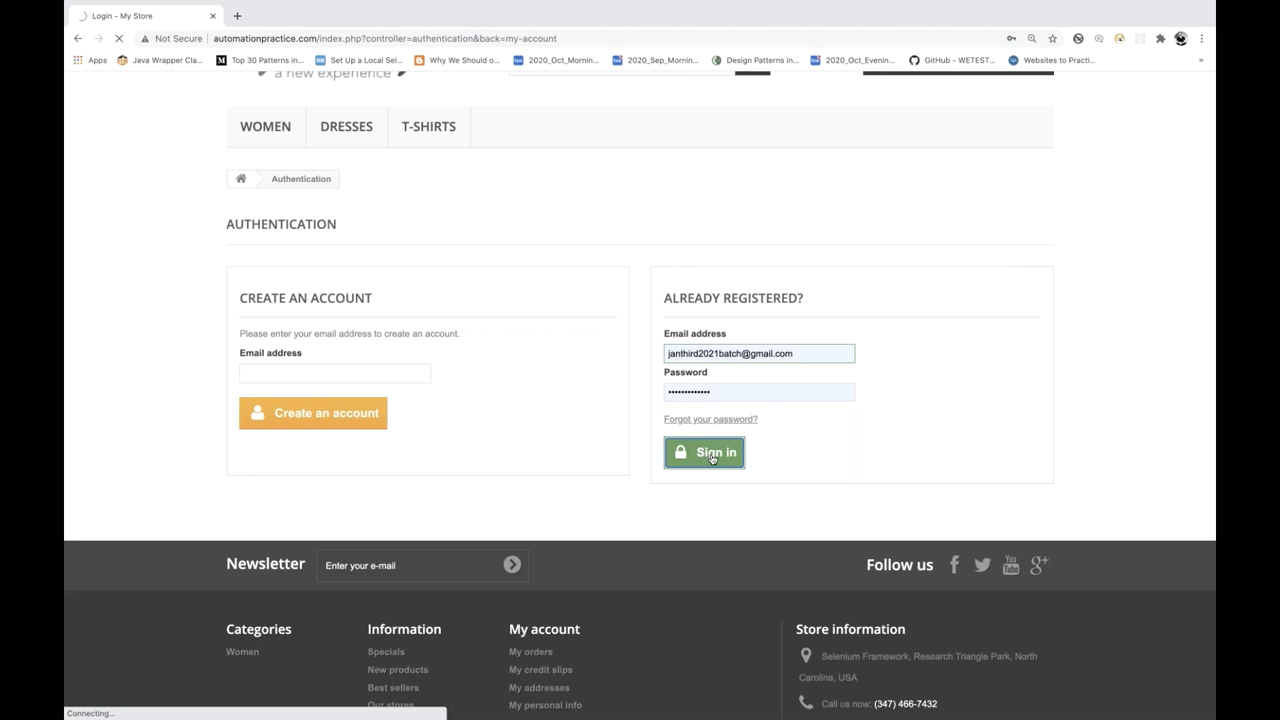 Login - My Store
Not Secure automationpractice.com/index.php?controller=authentication&back=my-account
Apps Java Wrapper Cla... Top 30 Patterns in... Set Up a Local Sel... Why We Should o... 2020_Oct_Mornin... 2020_Sep_Mornin... Design Patterns in... 2020_Oct_Evenin... GitHub - WETEST... Websites to Practi... »
a new experience
WOMEN DRESSES T-SHIRTS
Authentication
AUTHENTICATION
CREATE AN ACCOUNT
Please enter your email address to create an account.
Email address
Create an account
ALREADY REGISTERED?
Email address
janthird2021batch@gmail.com
Password
•••••••••••••
Forgot your password?
Sign in
Newsletter Enter your e-mail
Follow us
You Tube
g+
Categories
Women
Information
Specials
New products
Best sellers
Our stores
My account
My orders
My credit slips
My addresses
My personal info
Store information
Selenium Framework, Research Triangle Park, North
Carolina, USA
Call us now: (347) 466-7432
Connecting...